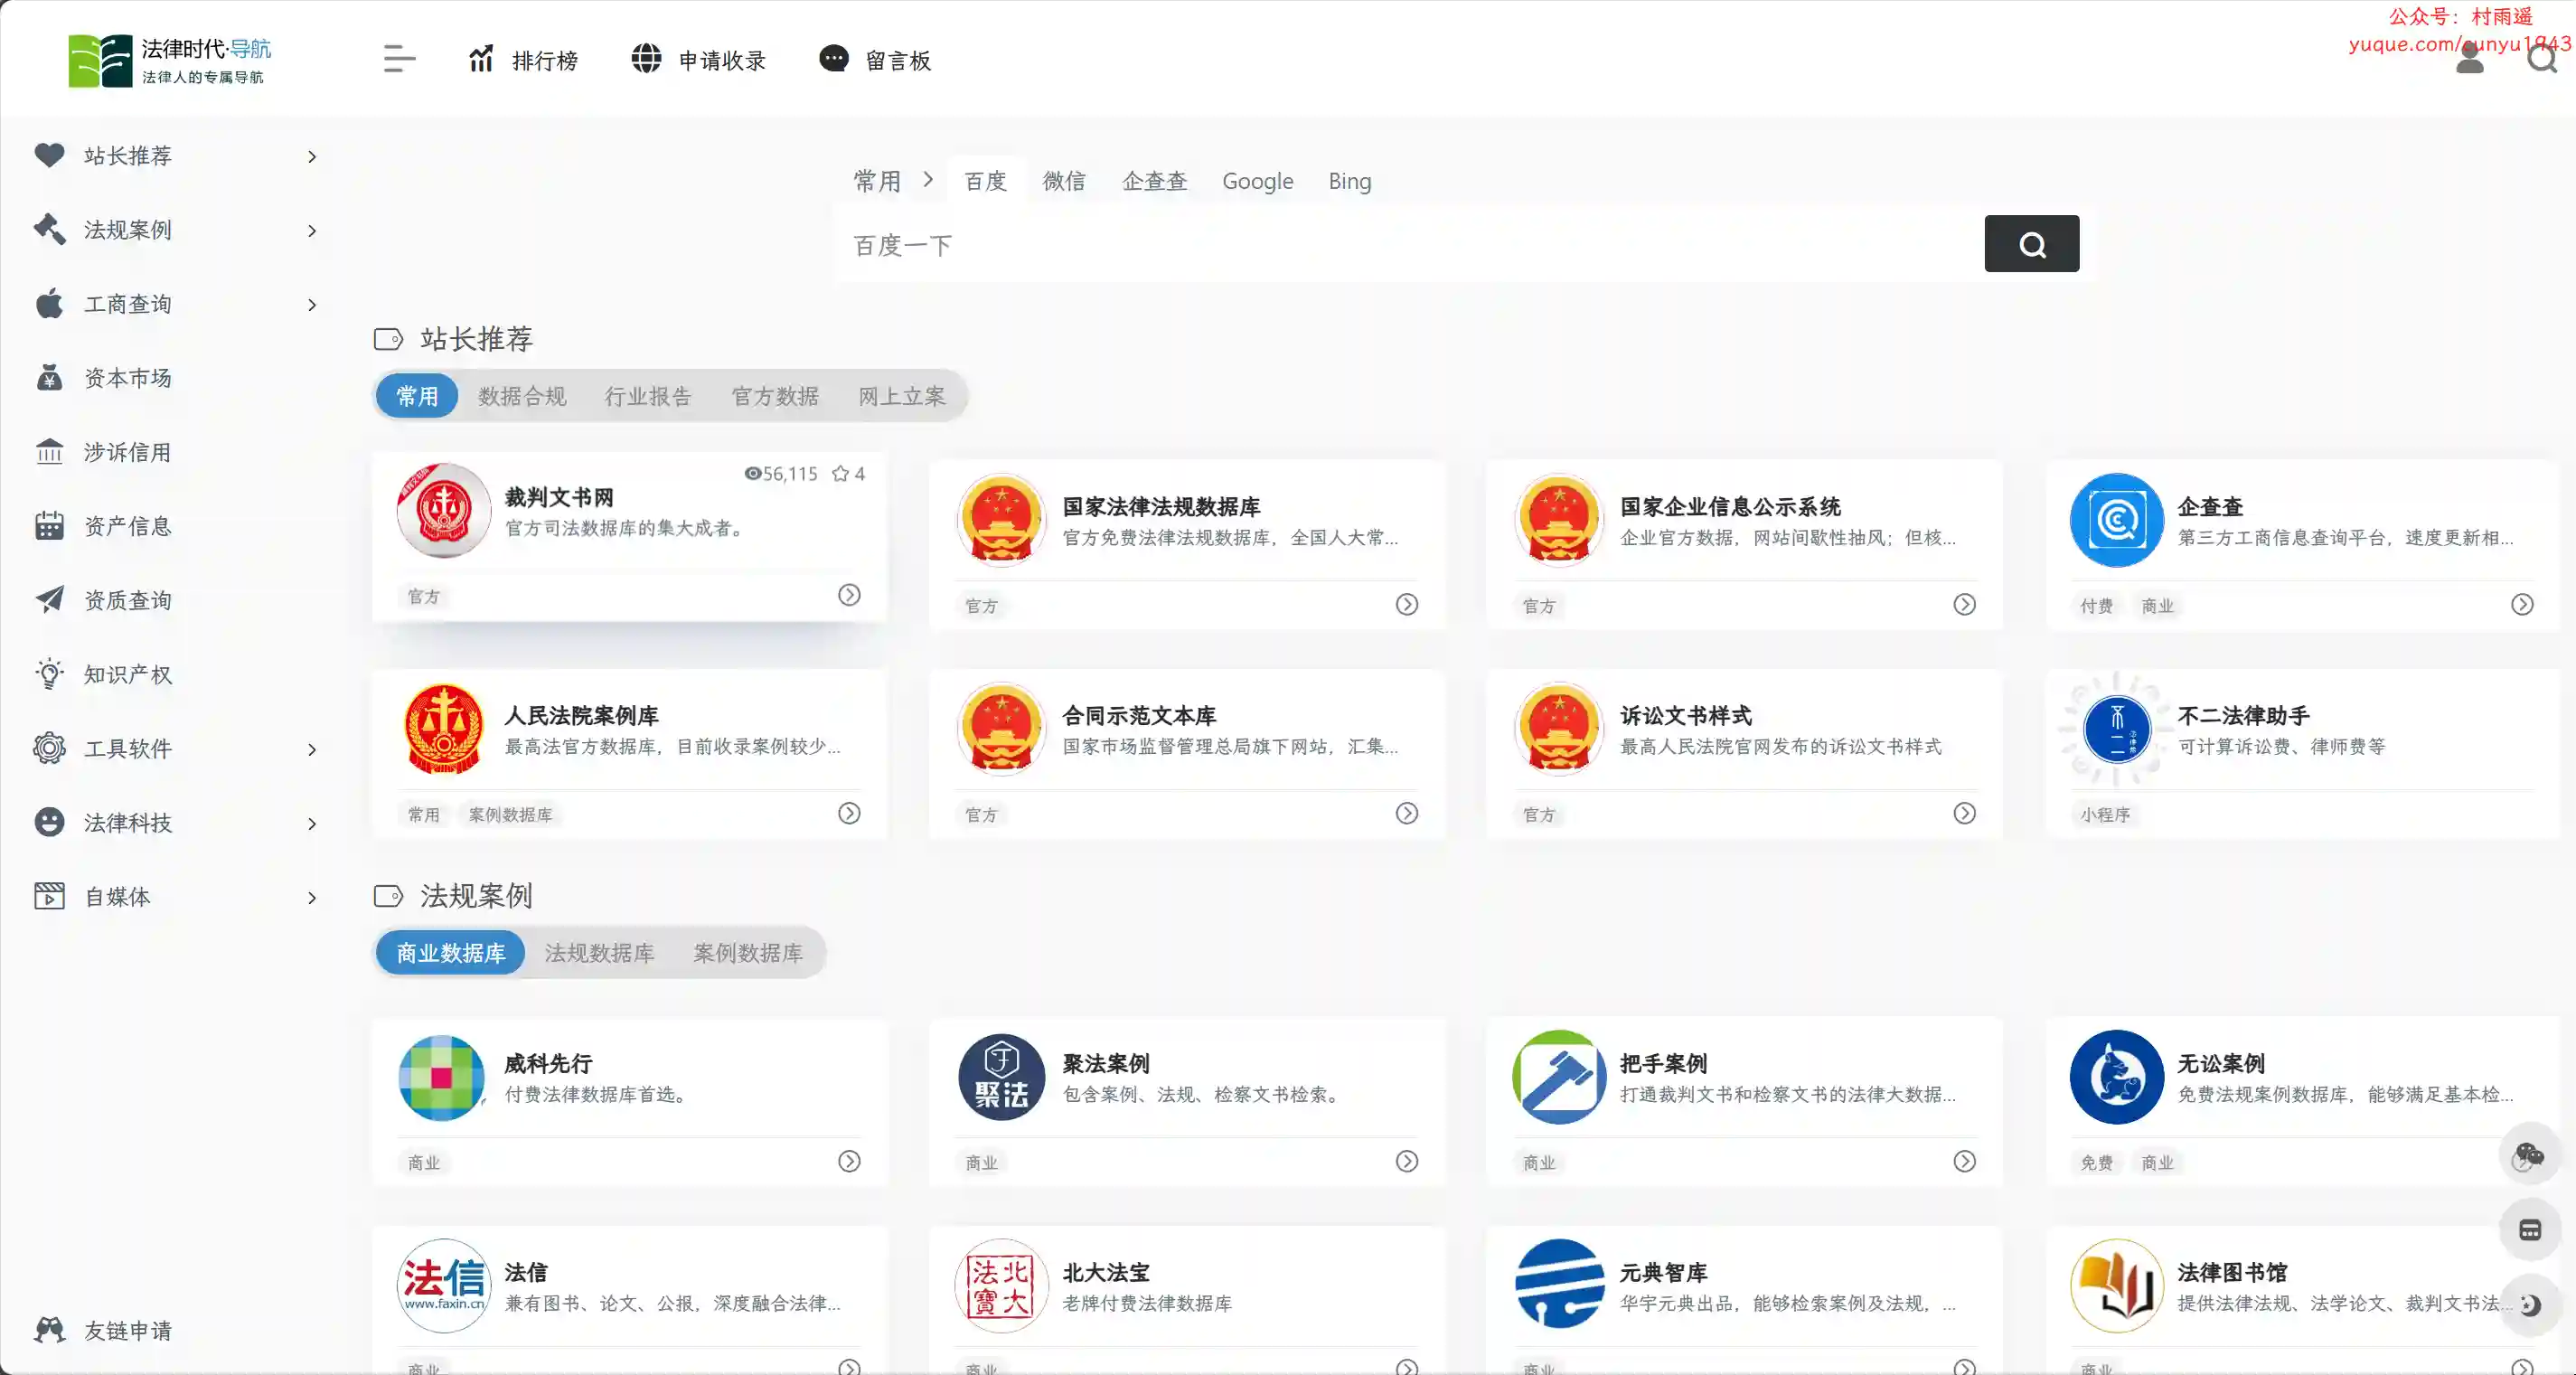 公众号：村雨遥
yuque.com/cunyu1943
法律时代·导航
法律人的专属导航
排行榜
申请收录
留言板
站长推荐
法规案例
工商查询
资本市场
涉诉信用
资产信息
资质查询
知识产权
工具软件
法律科技
自媒体
友链申请
常用
百度
微信
企查查
Google
Bing
百度一下
站长推荐
常用
数据合规
行业报告
官方数据
网上立案
56,115
4
裁判文书网
官方司法数据库的集大成者。
官方
国家法律法规数据库
官方免费法律法规数据库，全国人大常...
官方
国家企业信息公示系统
企业官方数据，网站间歇性抽风；但核...
官方
企查查
第三方工商信息查询平台，速度更新相...
付费
商业
人民法院案例库
最高法官方数据库，目前收录案例较少...
常用
案例数据库
合同示范文本库
国家市场监督管理总局旗下网站，汇集...
官方
诉讼文书样式
最高人民法院官网发布的诉讼文书样式
官方
不二
不二法律助手
可计算诉讼费、律师费等
小程序
法规案例
商业数据库
法规数据库
案例数据库
威科先行
付费法律数据库首选。
商业
聚法
聚法案例
包含案例、法规、检察文书检索。
商业
把手案例
打通裁判文书和检察文书的法律大数据...
商业
无讼案例
免费法规案例数据库，能够满足基本检...
免费
商业
法信
www.faxin.cn
法信
兼有图书、论文、公报，深度融合法律...
商业
法北
寶大
北大法宝
老牌付费法律数据库
商业
元典智库
华宇元典出品，能够检索案例及法规，...
商业
法律图书馆
提供法律法规、法学论文、裁判文书法...
商业